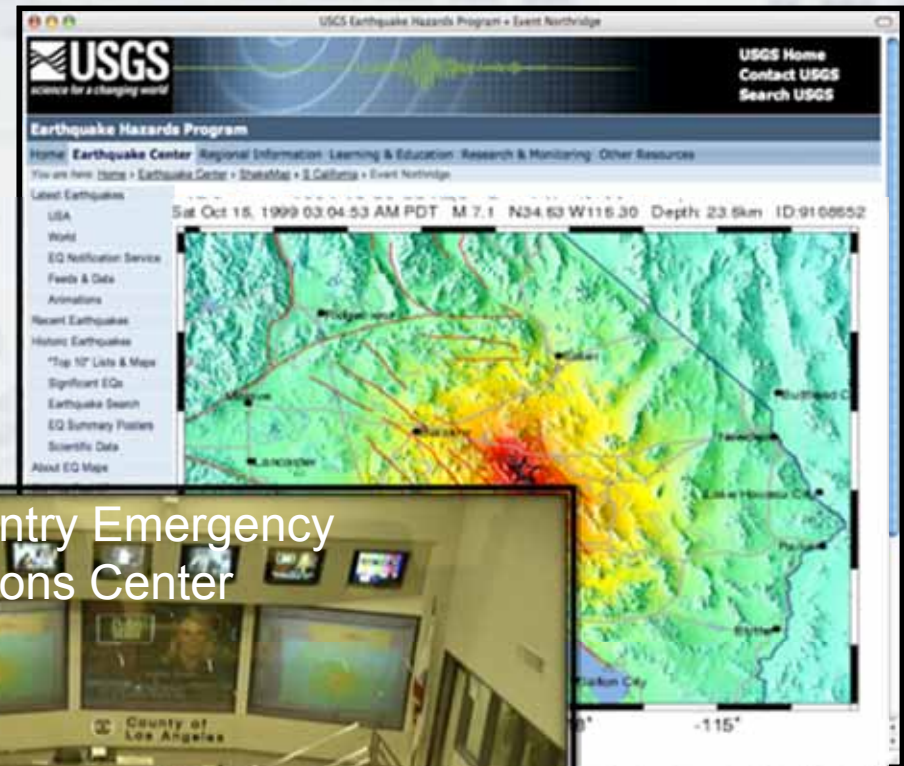 USGS Earthquake Hazards Program • Event Northridge
USGS
science for a changing world
USGS Home
Contact USGS
Search USGS
Earthquake Hazards Program
Home Earthquake Center Regional Information Learning & Education Research & Monitoring Other Resources
You are here: Home » Earthquake Center » ShakeMap » S California » Event Northridge
Latest Earthquakes
USA
World
EQ Notification Service
Feeds & Data
Animations
Recent Earthquakes
Historic Earthquakes
"Top 10" Lists & Maps
Significant EQs
Earthquake Search
EQ Summary Posters
Scientific Data
About EQ Maps
Sat Oct 16, 1999 03:04:53 AM PDT M 7.1 N34.63 W116.30 Depth: 23.6km ID:9108652
Baker
Lancaster
Lake Havasu City
Blythe
-115°
ntry Emergency
ons Center
County of
Los Angeles